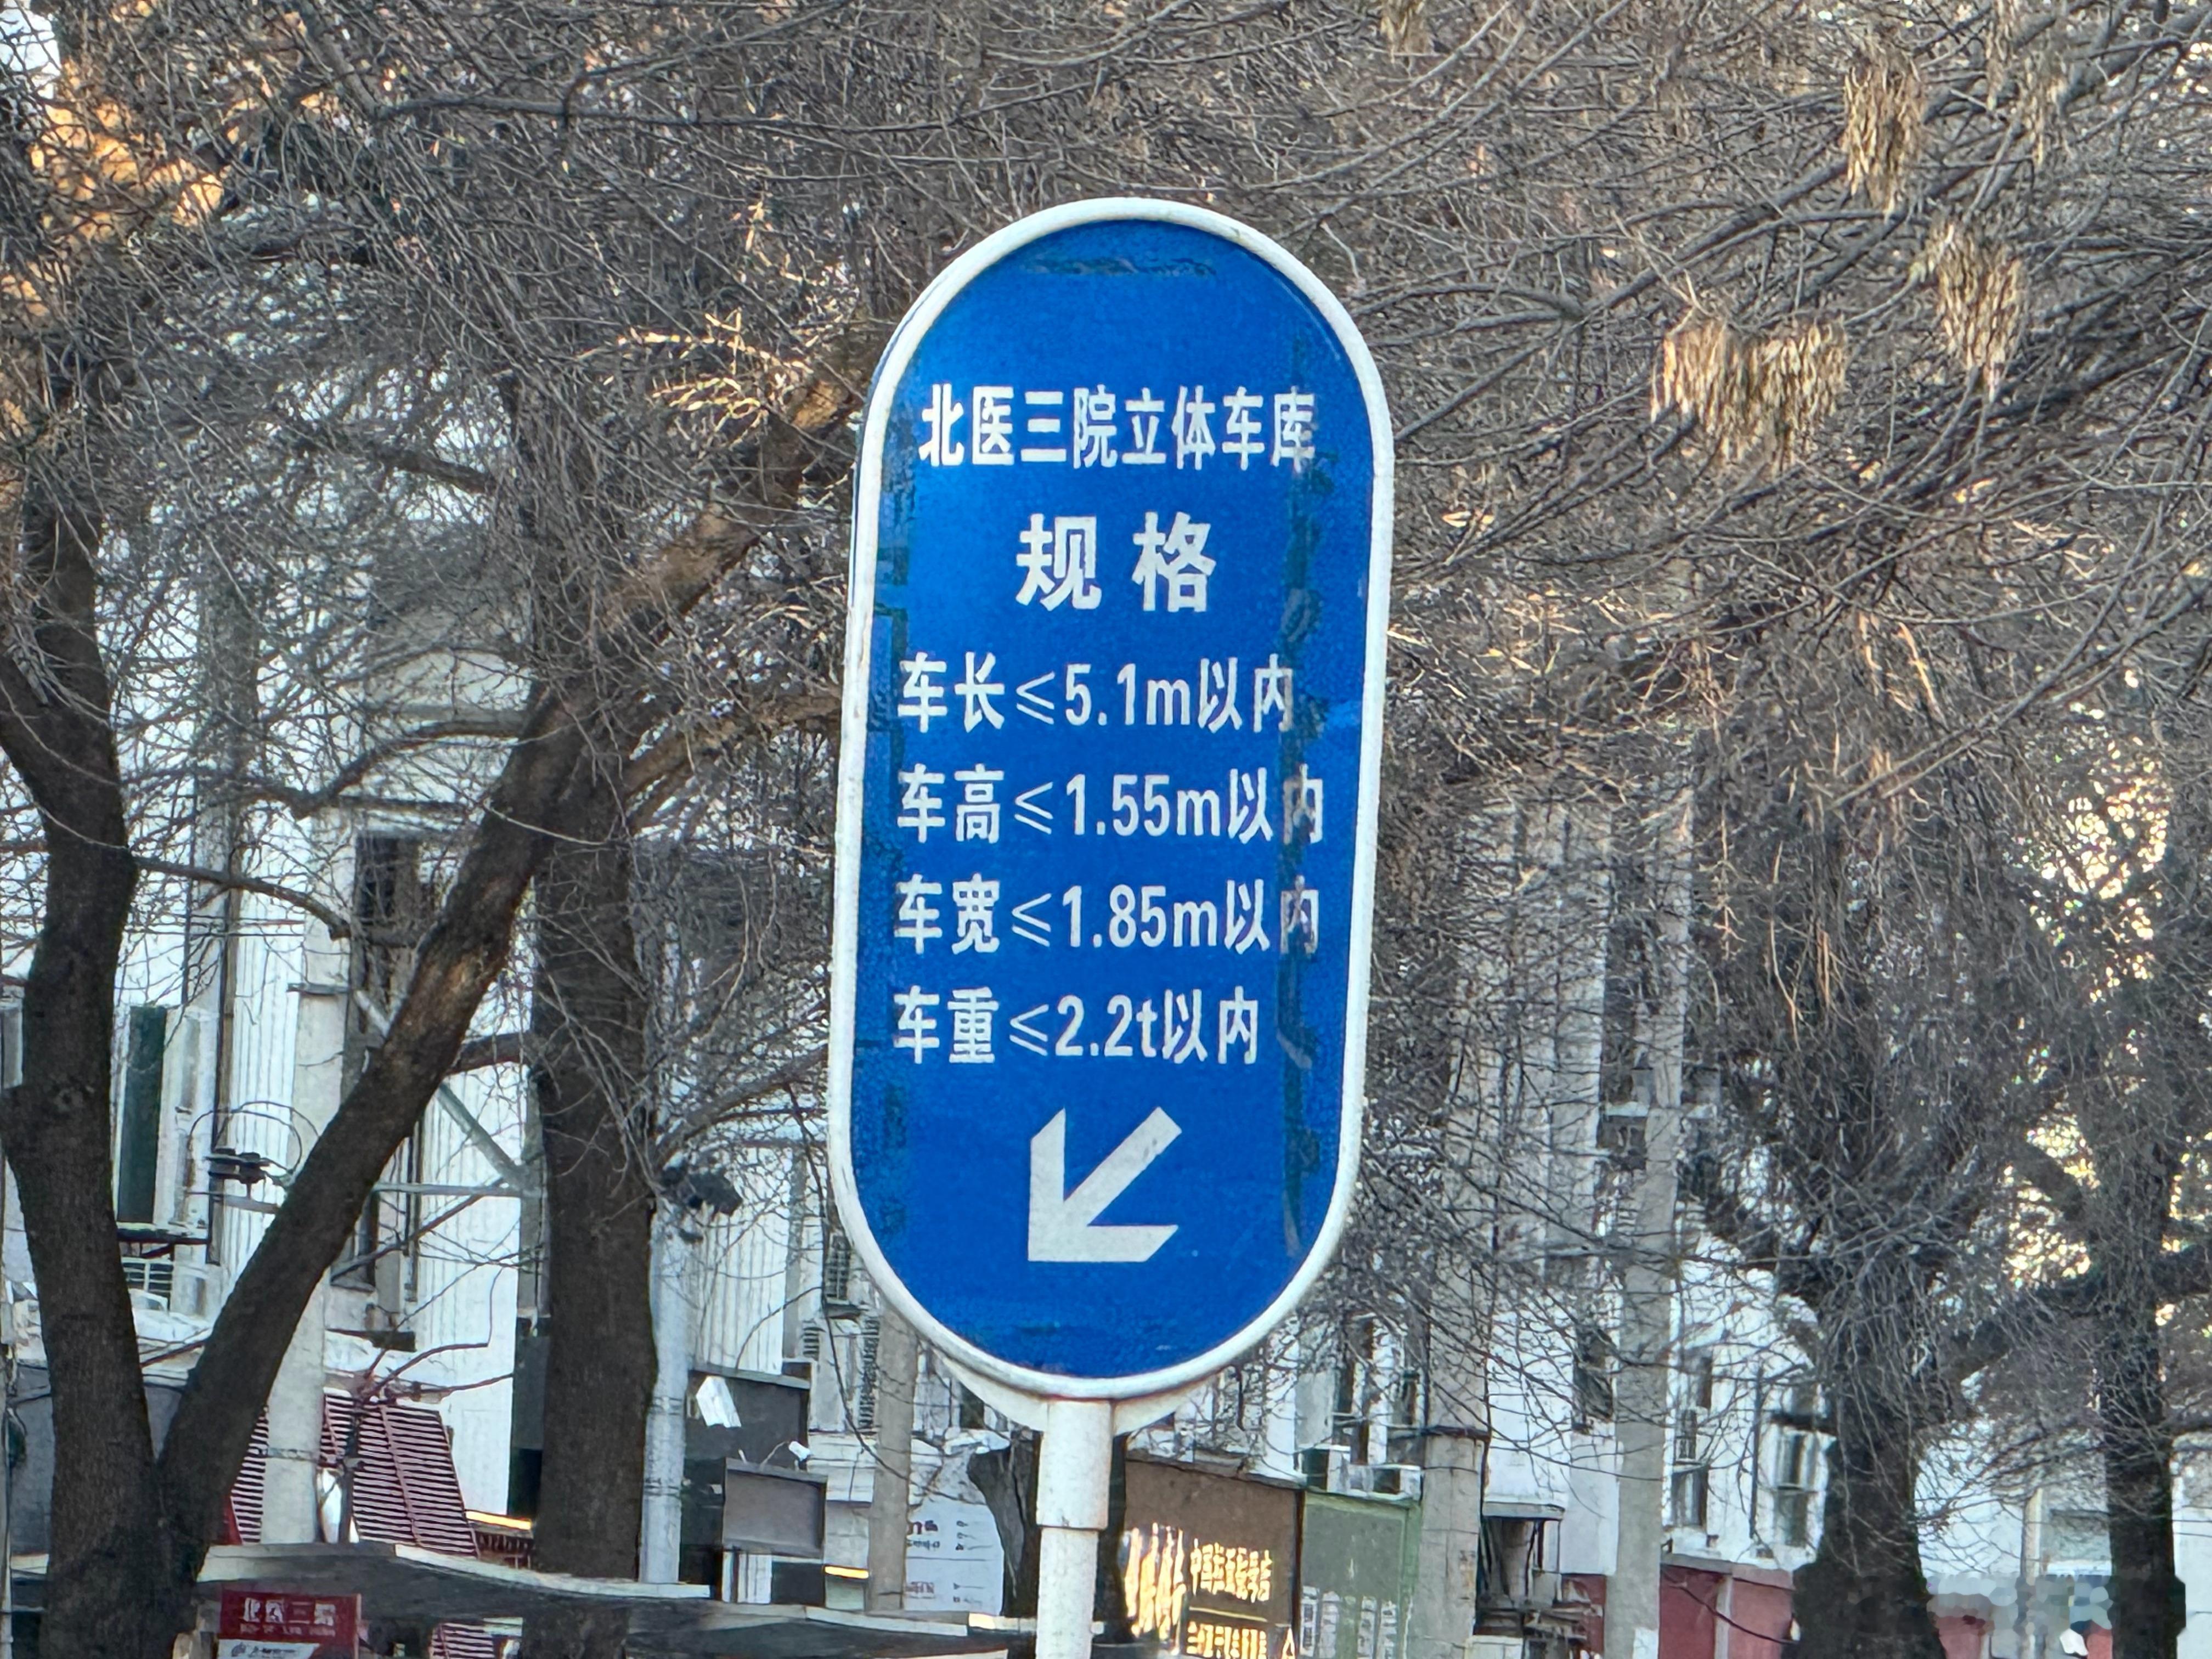 北医三院立体车库
规格
车长≤5.1m以内
车高≤1.55m以内
车宽≤1.85m以内
车重≤2.2t以内
北医三院